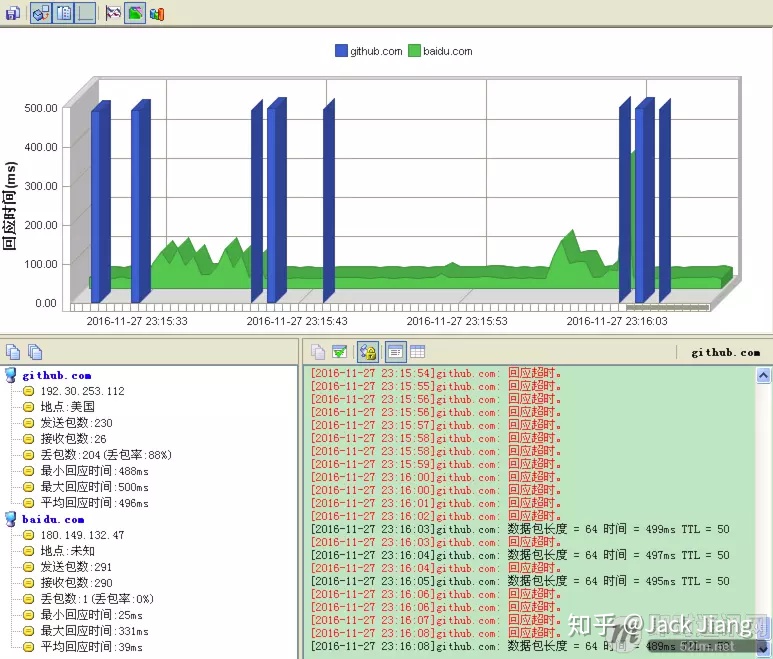 github.com baidu.com
回应时间(ms)
500.00
400.00
300.00
200.00
100.00
0.00
2016-11-27 23:15:33 2016-11-27 23:15:43 2016-11-27 23:15:53 2016-11-27 23:16:03
github.com
192.30.253.112
地点:美国
发送包数:230
接收包数:26
丢包数:204(丢包率:88%)
最小回应时间:488ms
最大回应时间:500ms
平均回应时间:496ms
baidu.com
180.149.132.47
地点:未知
发送包数:291
接收包数:290
丢包数:1(丢包率:0%)
最小回应时间:25ms
最大回应时间:331ms
平均回应时间:39ms
github.com
[2016-11-27 23:15:54]github.com: 回应超时。
[2016-11-27 23:15:55]github.com: 回应超时。
[2016-11-27 23:15:56]github.com: 回应超时。
[2016-11-27 23:15:56]github.com: 回应超时。
[2016-11-27 23:15:57]github.com: 回应超时。
[2016-11-27 23:15:58]github.com: 回应超时。
[2016-11-27 23:15:58]github.com: 回应超时。
[2016-11-27 23:15:59]github.com: 回应超时。
[2016-11-27 23:16:00]github.com: 回应超时。
[2016-11-27 23:16:00]github.com: 回应超时。
[2016-11-27 23:16:01]github.com: 回应超时。
[2016-11-27 23:16:02]github.com: 回应超时。
[2016-11-27 23:16:03]github.com: 数据包长度 = 64 时间 = 499ms TTL = 50
[2016-11-27 23:16:03]github.com: 回应超时。
[2016-11-27 23:16:04]github.com: 数据包长度 = 64 时间 = 497ms TTL = 50
[2016-11-27 23:16:04]github.com: 回应超时。
[2016-11-27 23:16:05]github.com: 数据包长度 = 64 时间 = 495ms TTL = 50
[2016-11-27 23:16:06]github.com: 回应超时。
[2016-11-27 23:16:06]github.com: 回应超时。
[2016-11-27 23:16:07]github.com: 回应超时。
[2016-11-27 23:16:08]github.com: 回应超时。
[2016-11-27 23:16:08]github.com: 数据包长度 = 64 时间 = 489ms TTL = 50
知乎 @Jack Jiang
52im.net